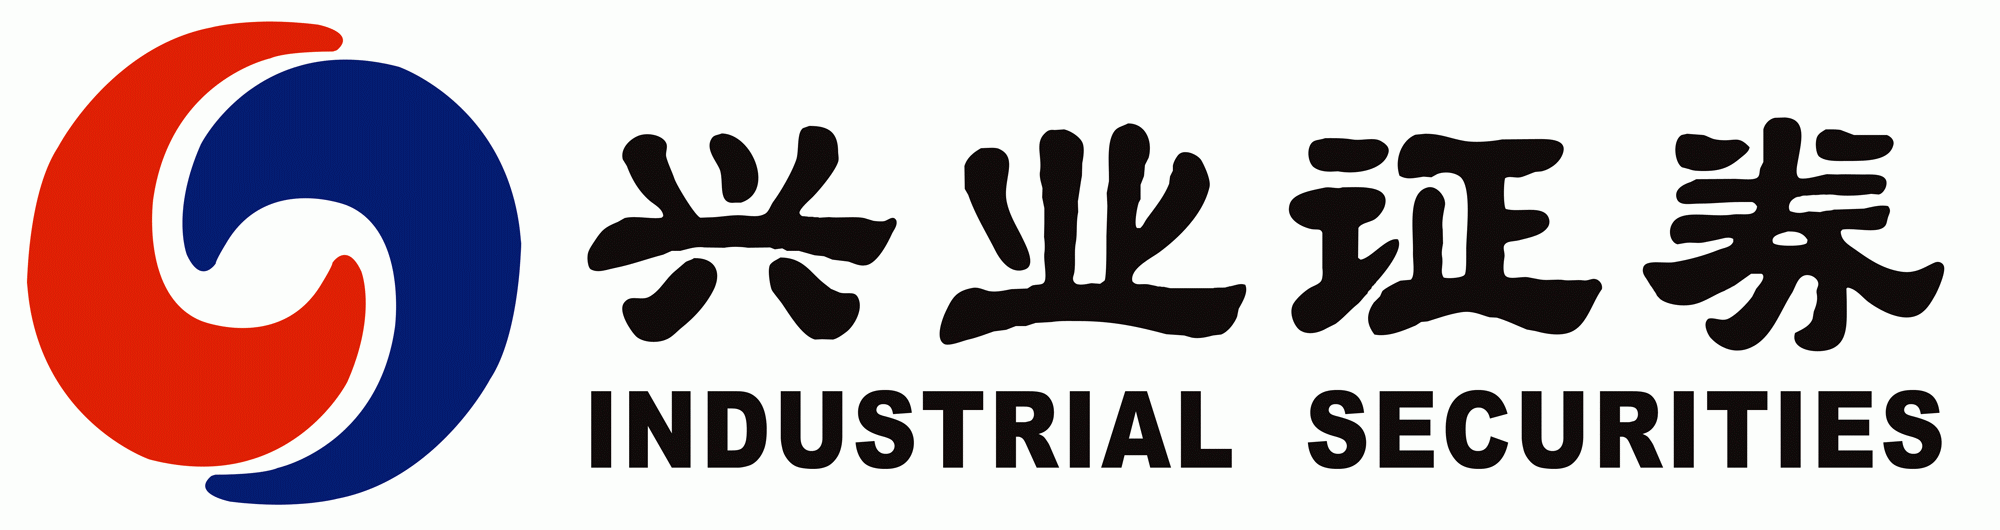 兴业证券
INDUSTRIAL SECURITIES